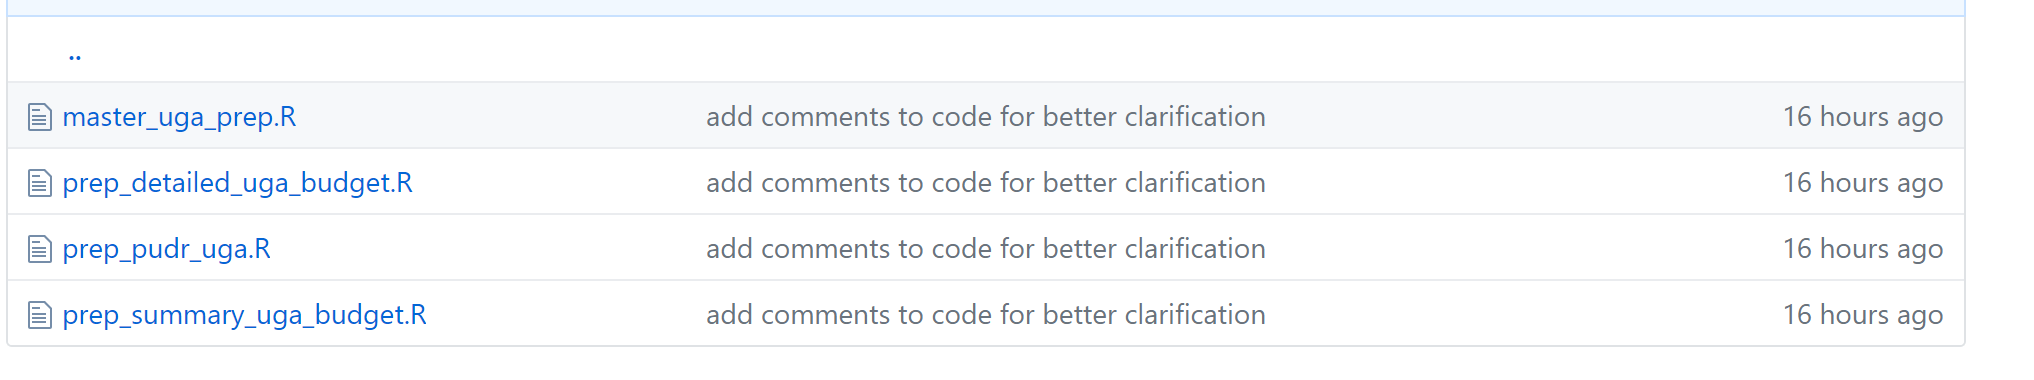 ..
master_uga_prep.R add comments to code for better clarification 16 hours ago
prep_detailed_uga_budget.R add comments to code for better clarification 16 hours ago
prep_pudr_uga.R add comments to code for better clarification 16 hours ago
prep_summary_uga_budget.R add comments to code for better clarification 16 hours ago